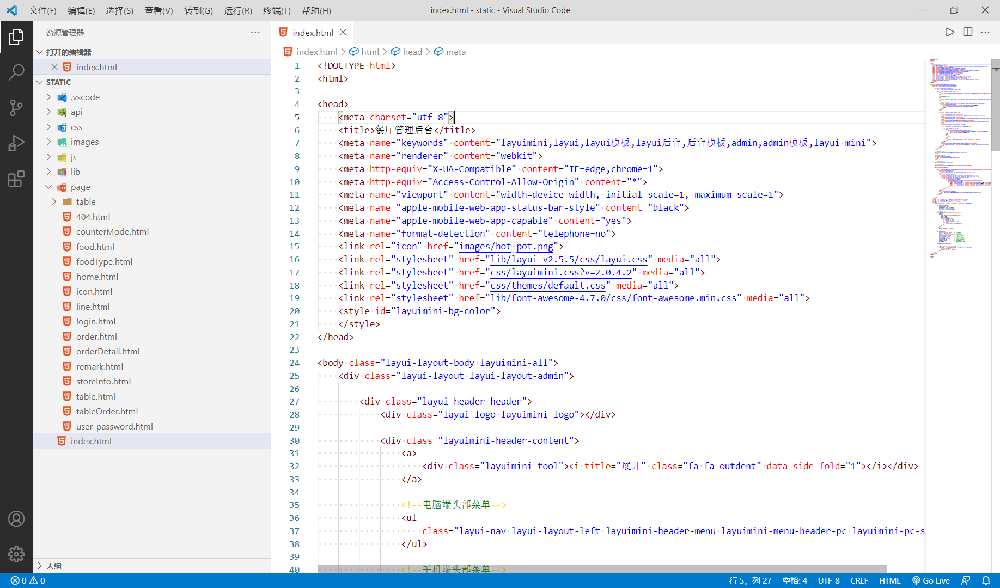 文件(F) 编辑(E) 选择(S) 查看(V) 转到(G) 运行(R) 终端(T) 帮助(H) index.html - static - Visual Studio Code
资源管理器
打开的编辑器
index.html
STATIC
.vscode
api
css
images
js
lib
page
table
404.html
counterMode.html
food.html
foodType.html
home.html
icon.html
line.html
login.html
order.html
orderDetail.html
remark.html
storeInfo.html
table.html
tableOrder.html
user-password.html
index.html
大纲
index.html
index.html > html > head > meta
1 <!DOCTYPE html>
2 <html>
3
4 <head>
5 <meta charset="utf-8">
6 <title>餐厅管理后台</title>
7 <meta name="keywords" content="layuimini,layui,layui模板,layui后台,后台模板,admin,admin模板,layui mini">
8 <meta name="renderer" content="webkit">
9 <meta http-equiv="X-UA-Compatible" content="IE=edge,chrome=1">
10 <meta http-equiv="Access-Control-Allow-Origin" content="*">
11 <meta name="viewport" content="width=device-width, initial-scale=1, maximum-scale=1">
12 <meta name="apple-mobile-web-app-status-bar-style" content="black">
13 <meta name="apple-mobile-web-app-capable" content="yes">
14 <meta name="format-detection" content="telephone=no">
15 <link rel="icon" href="images/hot pot.png">
16 <link rel="stylesheet" href="lib/layui-v2.5.5/css/layui.css" media="all">
17 <link rel="stylesheet" href="css/layuimini.css?v=2.0.4.2" media="all">
18 <link rel="stylesheet" href="css/themes/default.css" media="all">
19 <link rel="stylesheet" href="lib/font-awesome-4.7.0/css/font-awesome.min.css" media="all">
20 <style id="layuimini-bg-color">
21 </style>
22 </head>
23
24 <body class="layui-layout-body layuimini-all">
25 <div class="layui-layout layui-layout-admin">
26
27 <div class="layui-header header">
28 <div class="layui-logo layuimini-logo"></div>
29
30 <div class="layuimini-header-content">
31 <a>
32 <div class="layuimini-tool"><i title="展开" class="fa fa-outdent" data-side-fold="1"></i></div>
33 </a>
34
35 <!--电脑端头部菜单-->
36 <ul
37 class="layui-nav layui-layout-left layuimini-header-menu layuimini-menu-header-pc layuimini-pc-s
38 </ul>
39
40 <!--手机端头部菜单-->
0 0 行 5，列 27 空格: 4 UTF-8 CRLF HTML Go Live